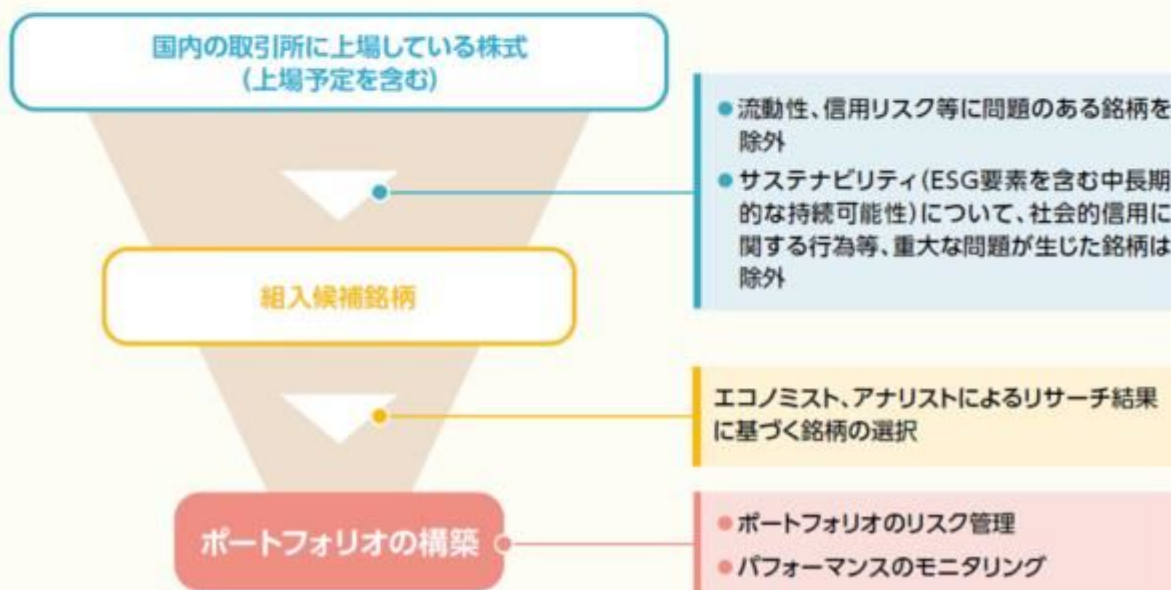 国内の取引所に上場している株式
(上場予定を含む)
●流動性、信用リスク等に問題のある銘柄を
除外
●サステナビリティ(ESG要素を含む中長期
的な持続可能性)について、社会的信用に
関する行為等、重大な問題が生じた銘柄は
除外
組入候補銘柄
エコノミスト、アナリストによるリサーチ結果
に基づく銘柄の選択
ポートフォリオの構築
●ポートフォリオのリスク管理
●パフォーマンスのモニタリング